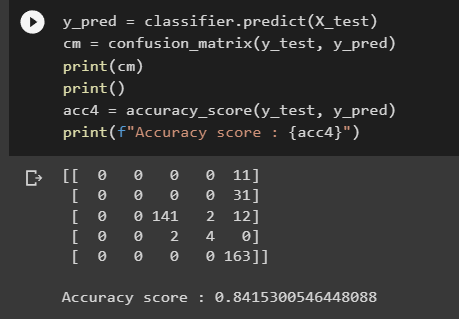 y_pred = classifier.predict(X_test)
cm = confusion_matrix(y_test, y_pred)
print(cm)
print()
acc4 = accuracy_score(y_test, y_pred)
print(f"Accuracy score : {acc4}")
[[  0   0   0   0  11]
 [  0   0   0   0  31]
 [  0   0 141   2  12]
 [  0   0   2   4   0]
 [  0   0   0   0 163]]
Accuracy score : 0.8415300546448088